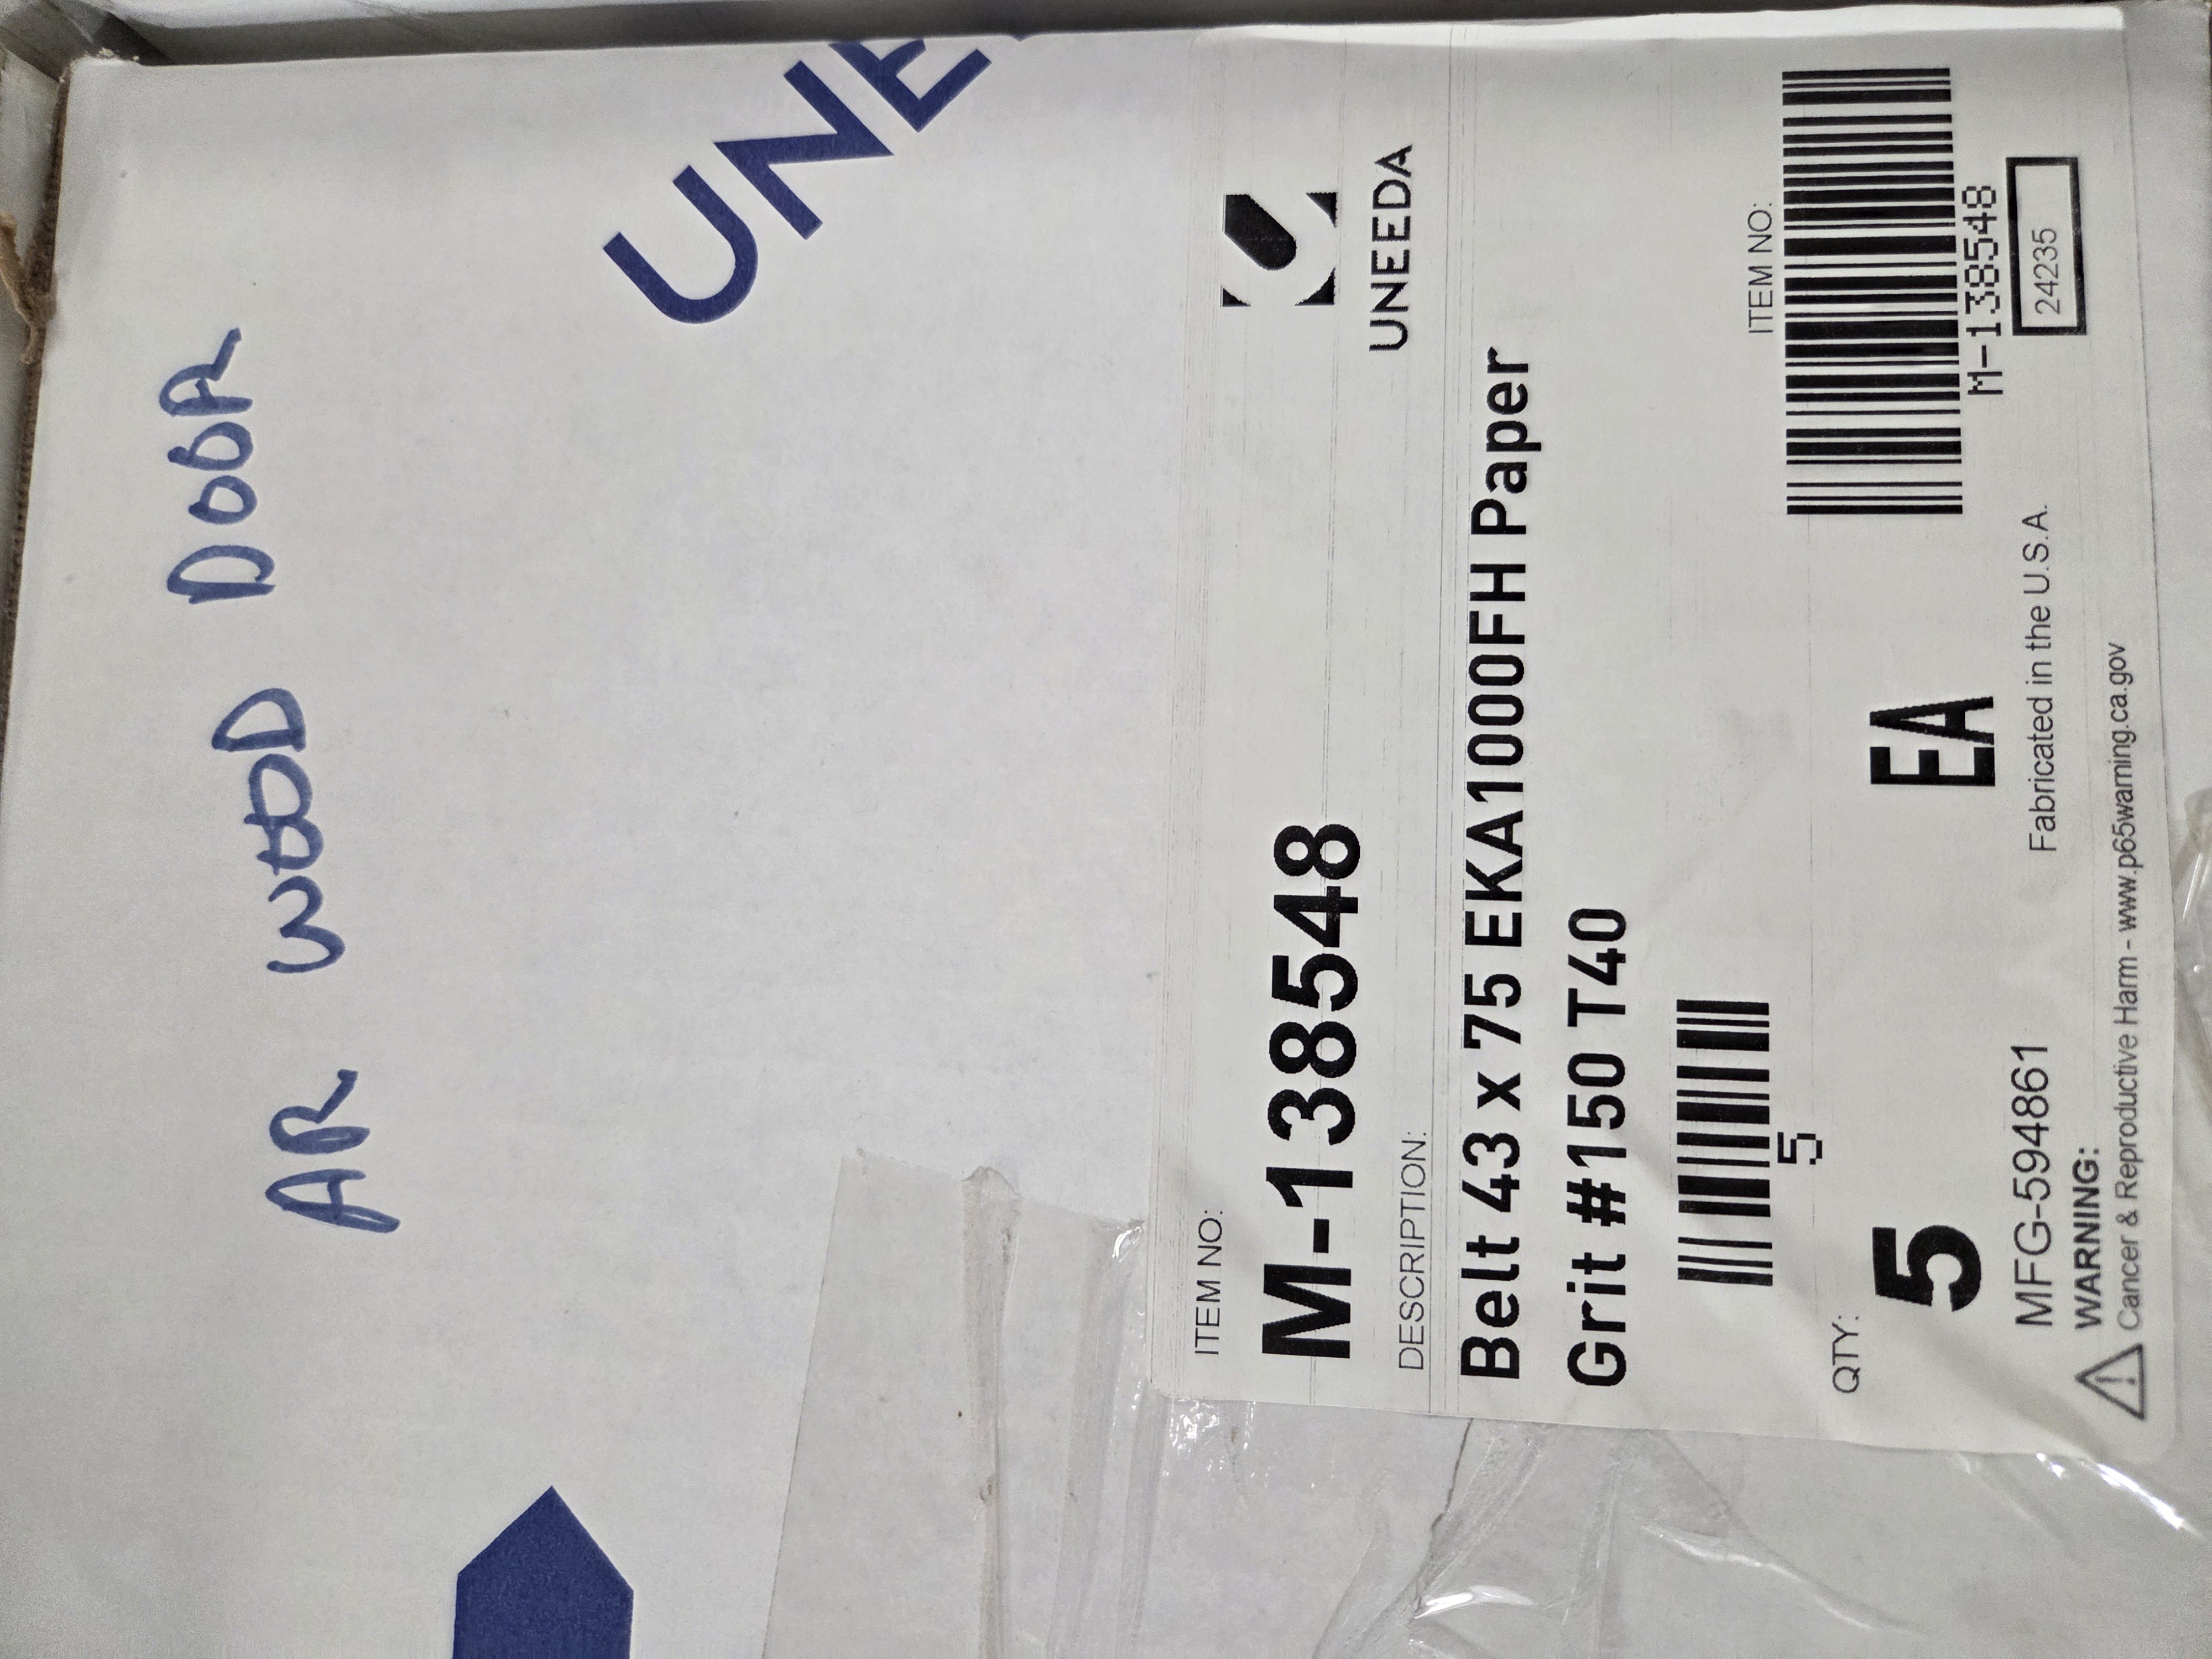 AR WOOD DOOR
UNE
UNEEDA
ITEM NO:
M-138548
DESCRIPTION:
Belt 43 x 75 EKA1000FH Paper
Grit #150 T40
5
QTY:
5 EA
ITEM NO:
M-138548
24235
MFG-594861
Fabricated in the U.S.A.
WARNING:
Cancer & Reproductive Harm - www.p65warning.ca.gov